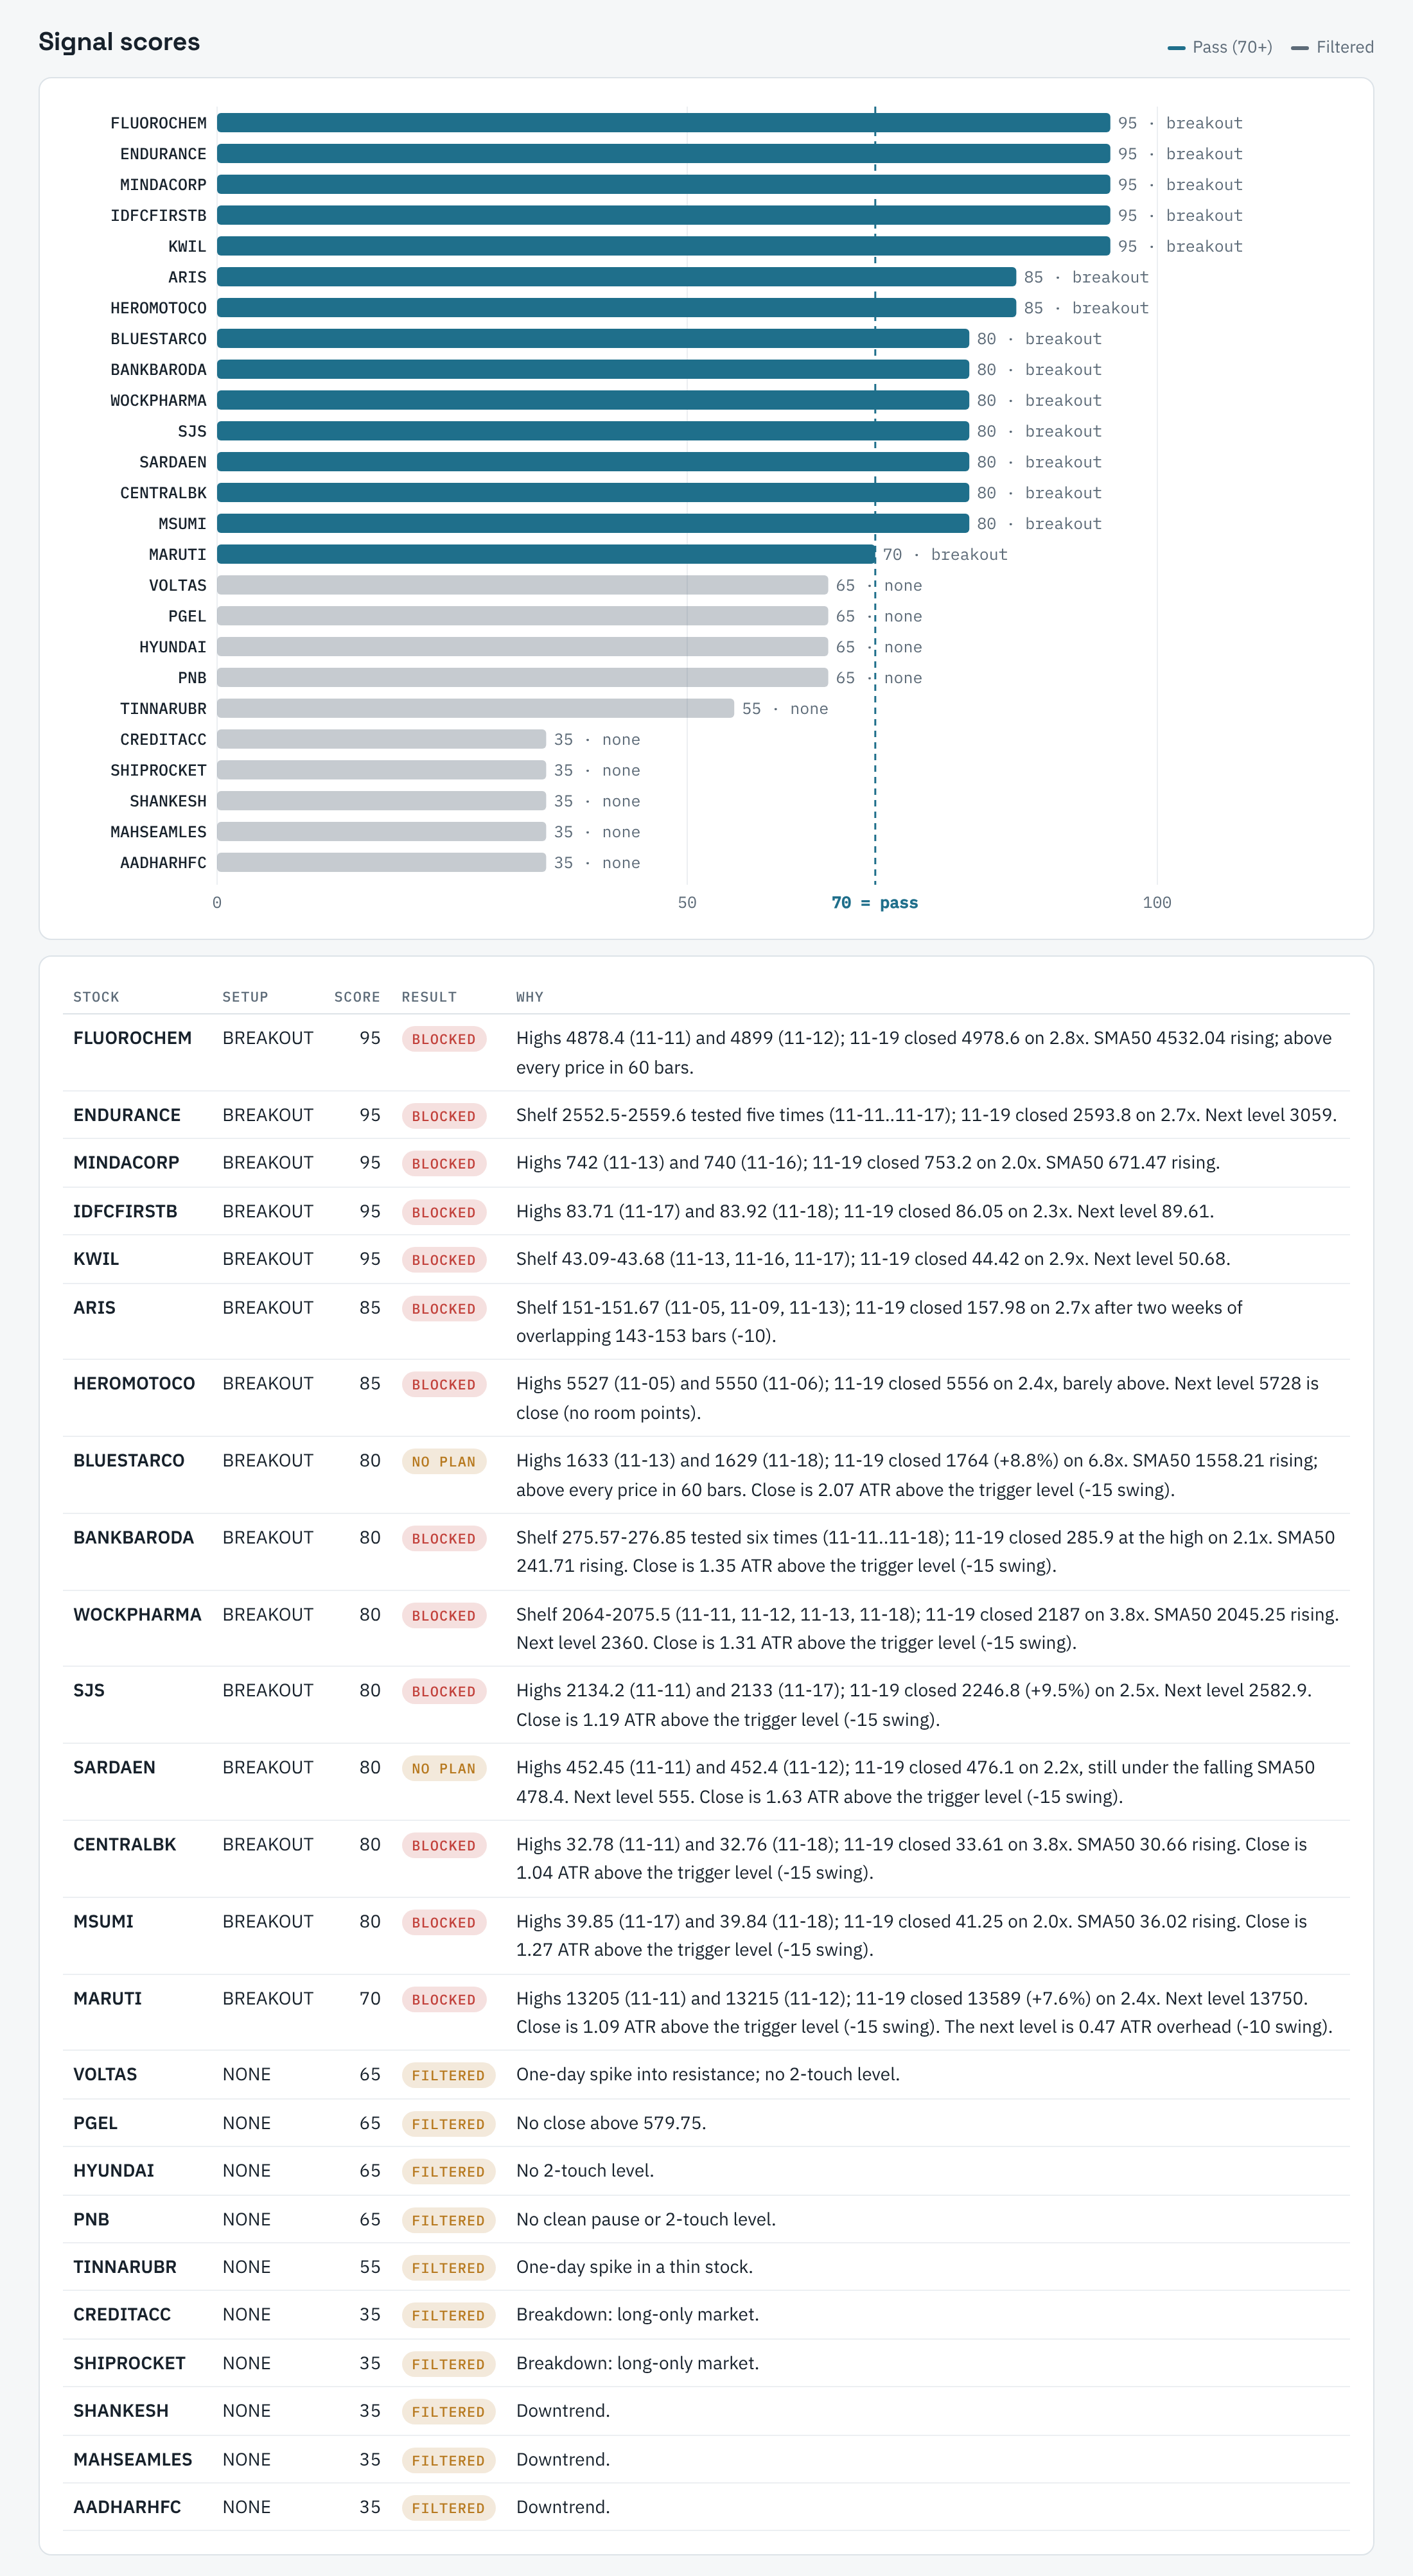 Signal scores
Pass (70+) Filtered
FLUOROCHEM 95 · breakout
ENDURANCE 95 · breakout
MINDACORP 95 · breakout
IDFCFIRSTB 95 · breakout
KWIL 95 · breakout
ARIS 85 · breakout
HEROMOTOCO 85 · breakout
BLUESTARCO 80 · breakout
BANKBARODA 80 · breakout
WOCKPHARMA 80 · breakout
SJS 80 · breakout
SARDAEN 80 · breakout
CENTRALBK 80 · breakout
MSUMI 80 · breakout
MARUTI 70 · breakout
VOLTAS 65 · none
PGEL 65 · none
HYUNDAI 65 · none
PNB 65 · none
TINNARUBR 55 · none
CREDITACC 35 · none
SHIPROCKET 35 · none
SHANKESH 35 · none
MAHSEAMLES 35 · none
AADHARHFC 35 · none
0 50 70 = pass 100
STOCK SETUP SCORE RESULT WHY
FLUOROCHEM BREAKOUT 95 BLOCKED Highs 4878.4 (11-11) and 4899 (11-12); 11-19 closed 4978.6 on 2.8x. SMA50 4532.04 rising; above
every price in 60 bars.
ENDURANCE BREAKOUT 95 BLOCKED Shelf 2552.5-2559.6 tested five times (11-11..11-17); 11-19 closed 2593.8 on 2.7x. Next level 3059.
MINDACORP BREAKOUT 95 BLOCKED Highs 742 (11-13) and 740 (11-16); 11-19 closed 753.2 on 2.0x. SMA50 671.47 rising.
IDFCFIRSTB BREAKOUT 95 BLOCKED Highs 83.71 (11-17) and 83.92 (11-18); 11-19 closed 86.05 on 2.3x. Next level 89.61.
KWIL BREAKOUT 95 BLOCKED Shelf 43.09-43.68 (11-13, 11-16, 11-17); 11-19 closed 44.42 on 2.9x. Next level 50.68.
ARIS BREAKOUT 85 BLOCKED Shelf 151-151.67 (11-05, 11-09, 11-13); 11-19 closed 157.98 on 2.7x after two weeks of
overlapping 143-153 bars (-10).
HEROMOTOCO BREAKOUT 85 BLOCKED Highs 5527 (11-05) and 5550 (11-06); 11-19 closed 5556 on 2.4x, barely above. Next level 5728 is
close (no room points).
BLUESTARCO BREAKOUT 80 NO PLAN Highs 1633 (11-13) and 1629 (11-18); 11-19 closed 1764 (+8.8%) on 6.8x. SMA50 1558.21 rising;
above every price in 60 bars. Close is 2.07 ATR above the trigger level (-15 swing).
BANKBARODA BREAKOUT 80 BLOCKED Shelf 275.57-276.85 tested six times (11-11..11-18); 11-19 closed 285.9 at the high on 2.1x. SMA50
241.71 rising. Close is 1.35 ATR above the trigger level (-15 swing).
WOCKPHARMA BREAKOUT 80 BLOCKED Shelf 2064-2075.5 (11-11, 11-12, 11-13, 11-18); 11-19 closed 2187 on 3.8x. SMA50 2045.25 rising.
Next level 2360. Close is 1.31 ATR above the trigger level (-15 swing).
SJS BREAKOUT 80 BLOCKED Highs 2134.2 (11-11) and 2133 (11-17); 11-19 closed 2246.8 (+9.5%) on 2.5x. Next level 2582.9.
Close is 1.19 ATR above the trigger level (-15 swing).
SARDAEN BREAKOUT 80 NO PLAN Highs 452.45 (11-11) and 452.4 (11-12); 11-19 closed 476.1 on 2.2x, still under the falling SMA50
478.4. Next level 555. Close is 1.63 ATR above the trigger level (-15 swing).
CENTRALBK BREAKOUT 80 BLOCKED Highs 32.78 (11-11) and 32.76 (11-18); 11-19 closed 33.61 on 3.8x. SMA50 30.66 rising. Close is
1.04 ATR above the trigger level (-15 swing).
MSUMI BREAKOUT 80 BLOCKED Highs 39.85 (11-17) and 39.84 (11-18); 11-19 closed 41.25 on 2.0x. SMA50 36.02 rising. Close is
1.27 ATR above the trigger level (-15 swing).
MARUTI BREAKOUT 70 BLOCKED Highs 13205 (11-11) and 13215 (11-12); 11-19 closed 13589 (+7.6%) on 2.4x. Next level 13750.
Close is 1.09 ATR above the trigger level (-15 swing). The next level is 0.47 ATR overhead (-10 swing).
VOLTAS NONE 65 FILTERED One-day spike into resistance; no 2-touch level.
PGEL NONE 65 FILTERED No close above 579.75.
HYUNDAI NONE 65 FILTERED No 2-touch level.
PNB NONE 65 FILTERED No clean pause or 2-touch level.
TINNARUBR NONE 55 FILTERED One-day spike in a thin stock.
CREDITACC NONE 35 FILTERED Breakdown: long-only market.
SHIPROCKET NONE 35 FILTERED Breakdown: long-only market.
SHANKESH NONE 35 FILTERED Downtrend.
MAHSEAMLES NONE 35 FILTERED Downtrend.
AADHARHFC NONE 35 FILTERED Downtrend.